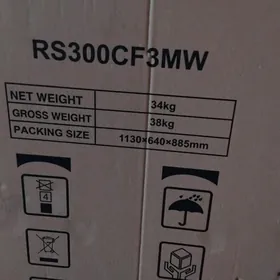 RS300CF3MW
NET WEIGHT 34kg
GROSS WEIGHT 38kg
PACKING SIZE 1130×640×885mm
4